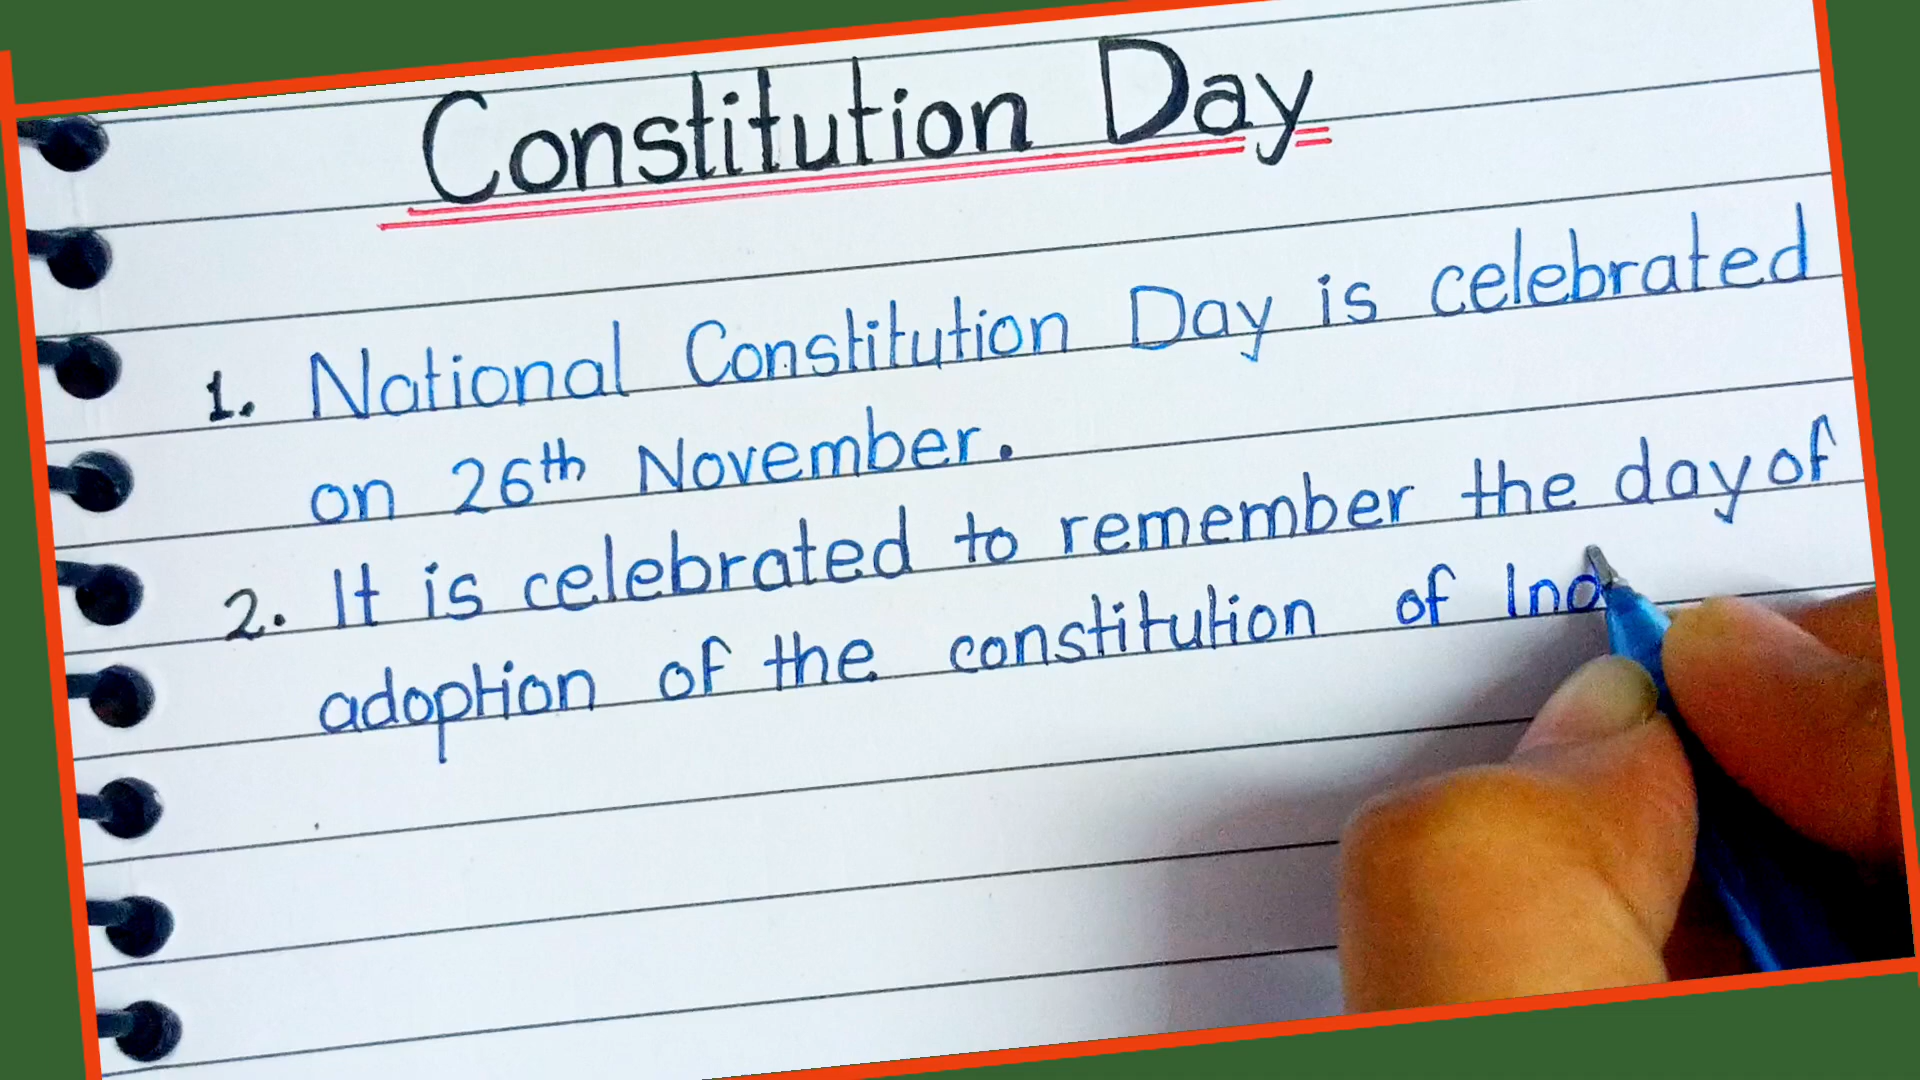 Constitution Day
1. National Constitution Day is celebrated
on 26th November.
2. It is celebrated to remember the day of
adoption of the constitution of Ind